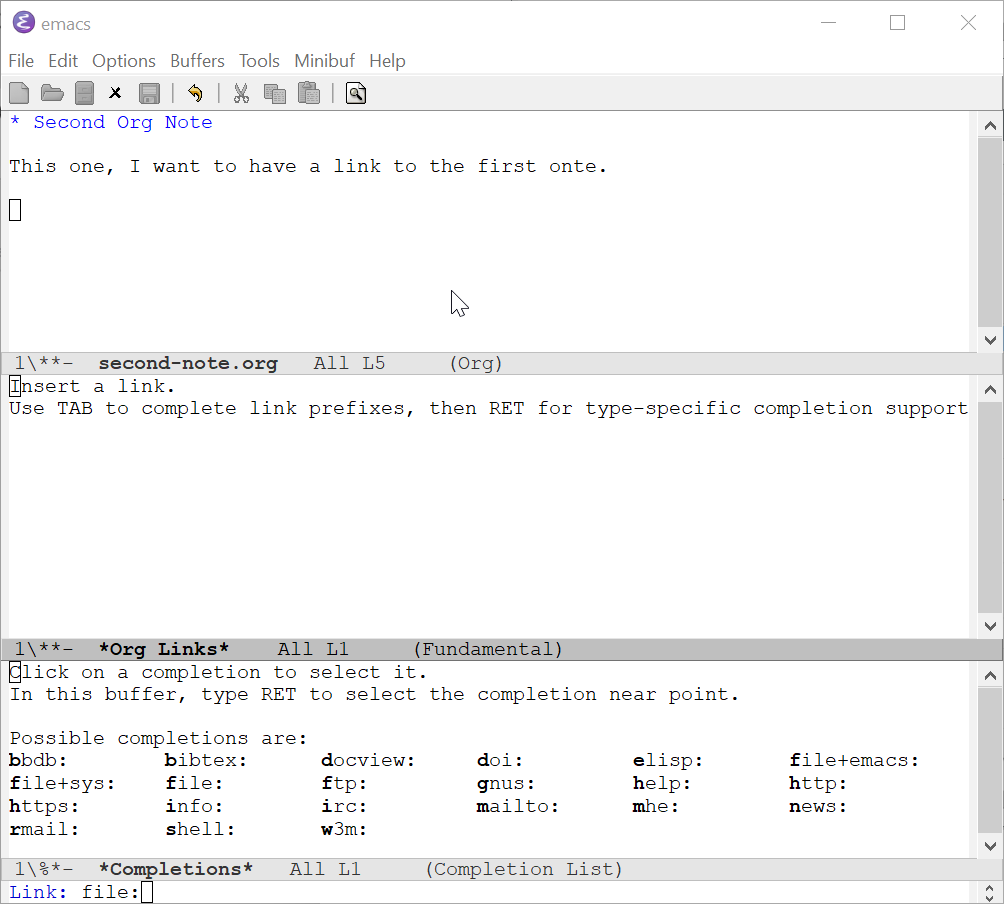 emacs
File Edit Options Buffers Tools Minibuf Help
* Second Org Note
This one, I want to have a link to the first onte.
1\**-  second-note.org   All L5     (Org)
Insert a link.
Use TAB to complete link prefixes, then RET for type-specific completion support
1\**-  *Org Links*    All L1     (Fundamental)
Click on a completion to select it.
In this buffer, type RET to select the completion near point.
Possible completions are:
bbdb:        bibtex:      docview:     doi:         elisp:       file+emacs:
file+sys:    file:        ftp:         gnus:        help:        http:
https:       info:        irc:         mailto:      mhe:         news:
rmail:       shell:       w3m:
1\%*-  *Completions*   All L1     (Completion List)
Link: file: